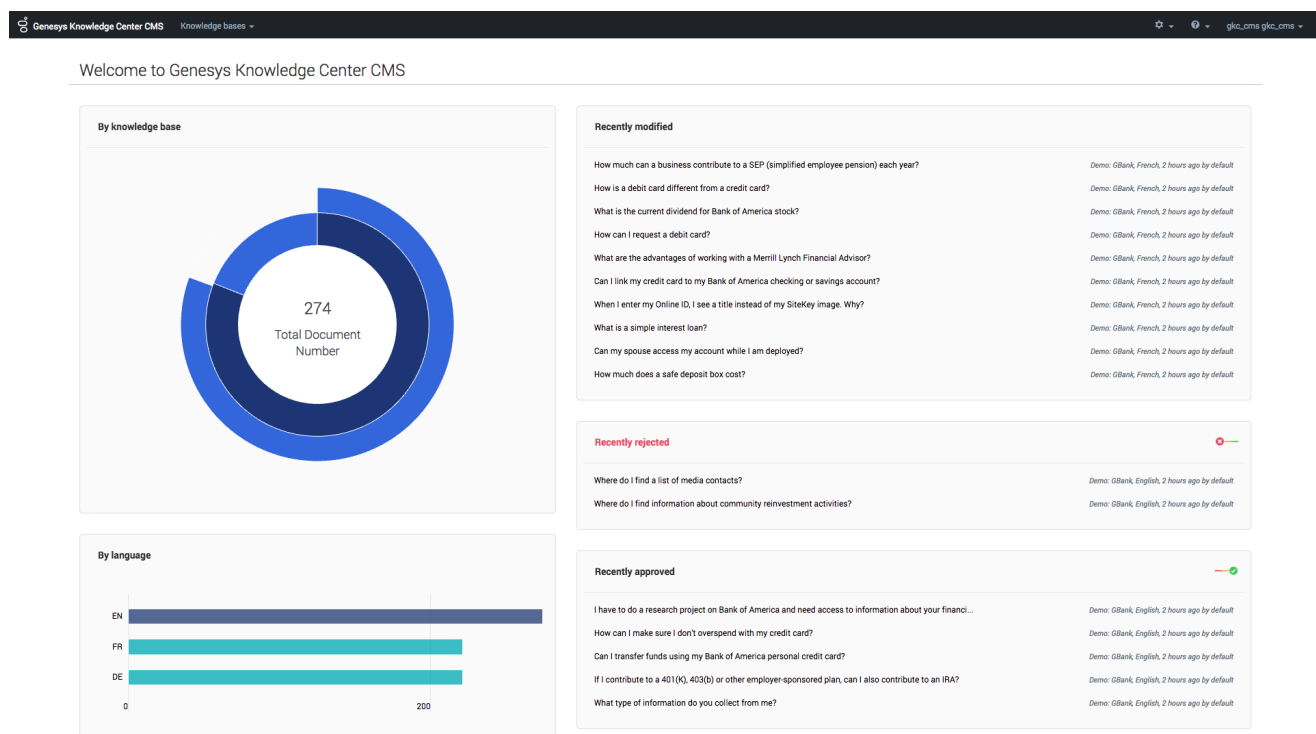 Genesys Knowledge Center CMS Knowledge bases gkc_cms gkc_cms
Welcome to Genesys Knowledge Center CMS
By knowledge base
274
Total Document
Number
By language
EN
FR
DE
0 200
Recently modified
How much can a business contribute to a SEP (simplified employee pension) each year? Demo: GBank, French, 2 hours ago by default
How is a debit card different from a credit card? Demo: GBank, French, 2 hours ago by default
What is the current dividend for Bank of America stock? Demo: GBank, French, 2 hours ago by default
How can I request a debit card? Demo: GBank, French, 2 hours ago by default
What are the advantages of working with a Merrill Lynch Financial Advisor? Demo: GBank, French, 2 hours ago by default
Can I link my credit card to my Bank of America checking or savings account? Demo: GBank, French, 2 hours ago by default
When I enter my Online ID, I see a title instead of my SiteKey image. Why? Demo: GBank, French, 2 hours ago by default
What is a simple interest loan? Demo: GBank, French, 2 hours ago by default
Can my spouse access my account while I am deployed? Demo: GBank, French, 2 hours ago by default
How much does a safe deposit box cost? Demo: GBank, French, 2 hours ago by default
Recently rejected
Where do I find a list of media contacts? Demo: GBank, English, 2 hours ago by default
Where do I find information about community reinvestment activities? Demo: GBank, English, 2 hours ago by default
Recently approved
I have to do a research project on Bank of America and need access to information about your financi... Demo: GBank, English, 2 hours ago by default
How can I make sure I don't overspend with my credit card? Demo: GBank, English, 2 hours ago by default
Can I transfer funds using my Bank of America personal credit card? Demo: GBank, English, 2 hours ago by default
If I contribute to a 401(K), 403(b) or other employer-sponsored plan, can I also contribute to an IRA? Demo: GBank, English, 2 hours ago by default
What type of information do you collect from me? Demo: GBank, English, 2 hours ago by default